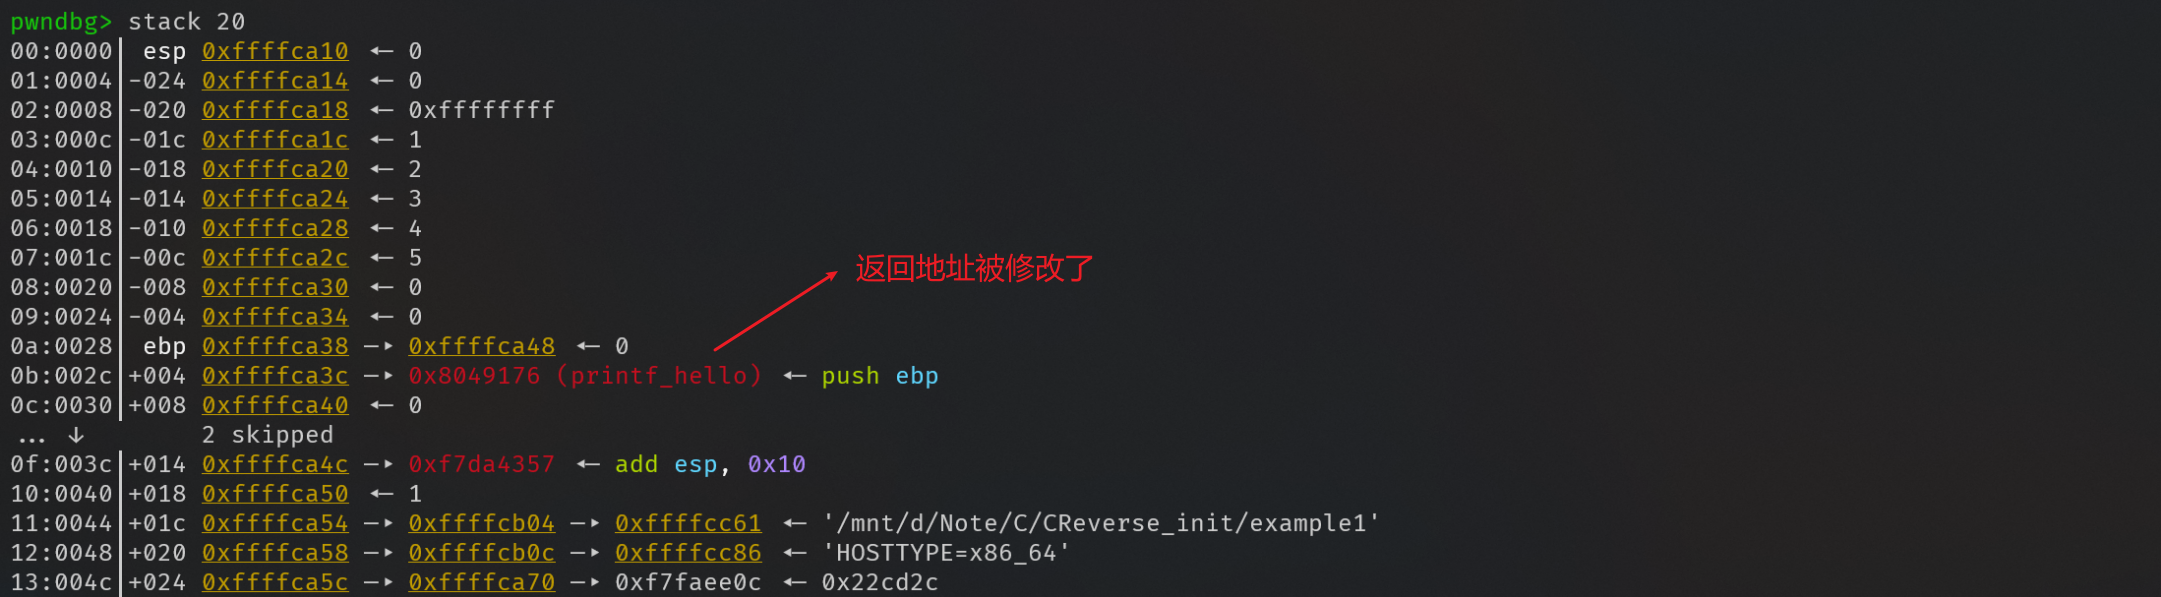 pwndbg> stack 20
00:0000│ esp 0xffffca10 ◂— 0
01:0004│-024 0xffffca14 ◂— 0
02:0008│-020 0xffffca18 ◂— 0xffffffff
03:000c│-01c 0xffffca1c ◂— 1
04:0010│-018 0xffffca20 ◂— 2
05:0014│-014 0xffffca24 ◂— 3
06:0018│-010 0xffffca28 ◂— 4
07:001c│-00c 0xffffca2c ◂— 5
返回地址被修改了
08:0020│-008 0xffffca30 ◂— 0
09:0024│-004 0xffffca34 ◂— 0
0a:0028│ ebp 0xffffca38 —▸ 0xffffca48 ◂— 0
0b:002c│+004 0xffffca3c —▸ 0x8049176 (printf_hello) ◂— push ebp
0c:0030│+008 0xffffca40 ◂— 0
... ↓ 2 skipped
0f:003c│+014 0xffffca4c —▸ 0xf7da4357 ◂— add esp, 0x10
10:0040│+018 0xffffca50 ◂— 1
11:0044│+01c 0xffffca54 —▸ 0xffffcb04 —▸ 0xffffcc61 ◂— '/mnt/d/Note/C/CReverse_init/example1'
12:0048│+020 0xffffca58 —▸ 0xffffcb0c —▸ 0xffffcc86 ◂— 'HOSTTYPE=x86_64'
13:004c│+024 0xffffca5c —▸ 0xffffca70 —▸ 0xf7faee0c ◂— 0x22cd2c